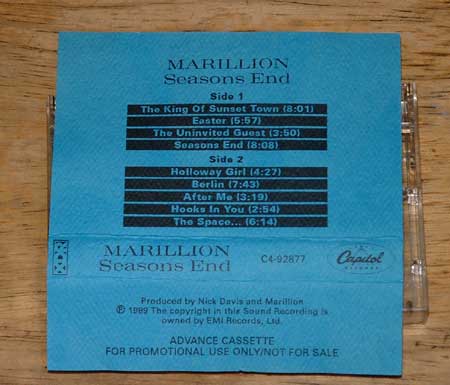 MARILLION
Seasons End
Side 1
The King Of Sunset Town (8:01)
Easter (5:57)
The Uninvited Guest (3:50)
Seasons End (8:08)
Side 2
Holloway Girl (4:27)
Berlin (7:43)
After Me (3:19)
Hooks In You (2:54)
The Space... (6:14)
MARILLION
Seasons End
C4-92877
Capitol
RECORDS
Produced by Nick Davis and Marillion
℗ 1989 The copyright in this Sound Recording is
owned by EMI Records, Ltd.
ADVANCE CASSETTE
FOR PROMOTIONAL USE ONLY/NOT FOR SALE